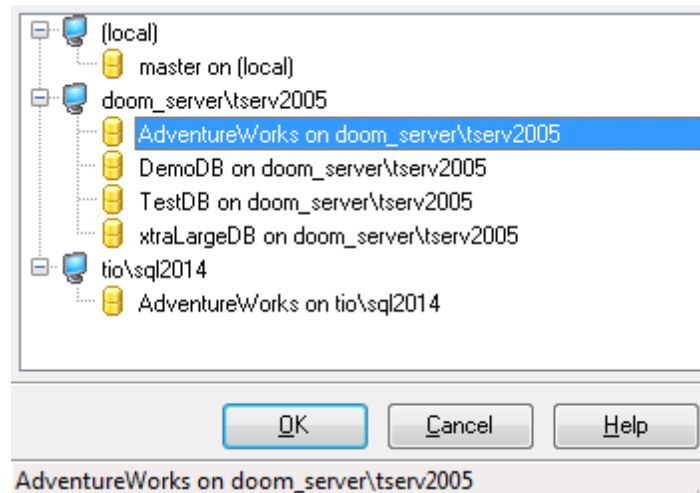 (local)
master on (local)
doom_server\tserv2005
AdventureWorks on doom_server\tserv2005
DemoDB on doom_server\tserv2005
TestDB on doom_server\tserv2005
xtraLargeDB on doom_server\tserv2005
tio\sql2014
AdventureWorks on tio\sql2014
OK Cancel Help
AdventureWorks on doom_server\tserv2005